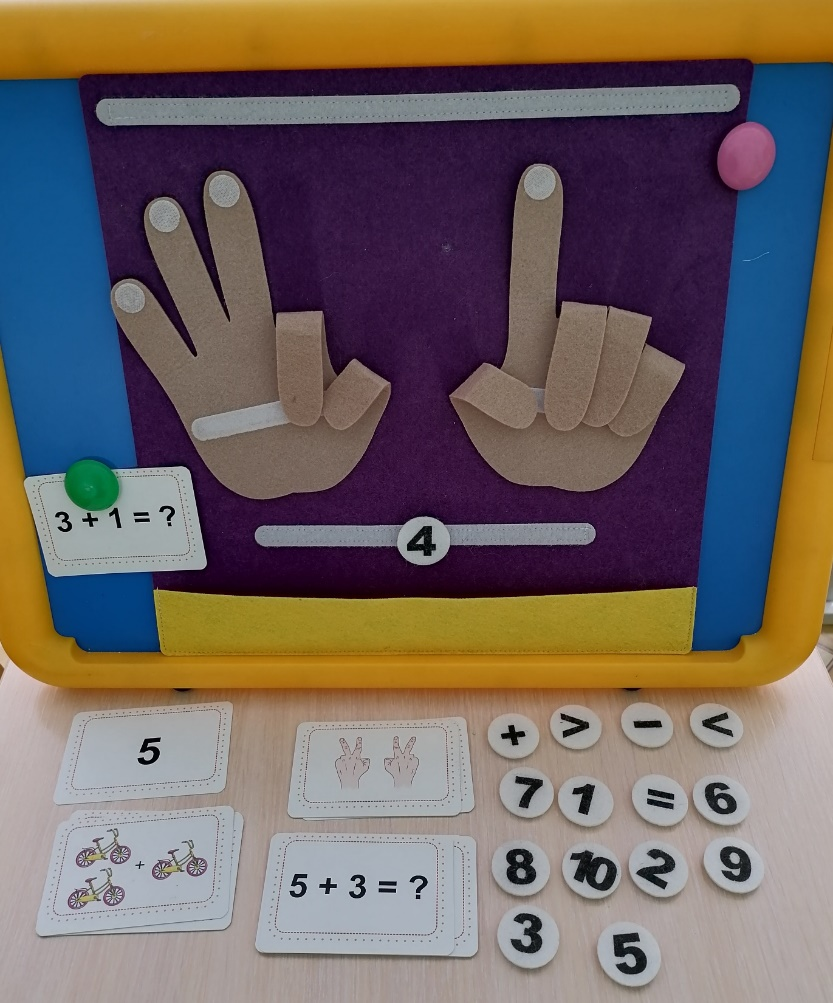 3 + 1 = ?
4
5
+ > - <
7 1 = 6
+
5 + 3 = ?
8 10 2 9
3 5